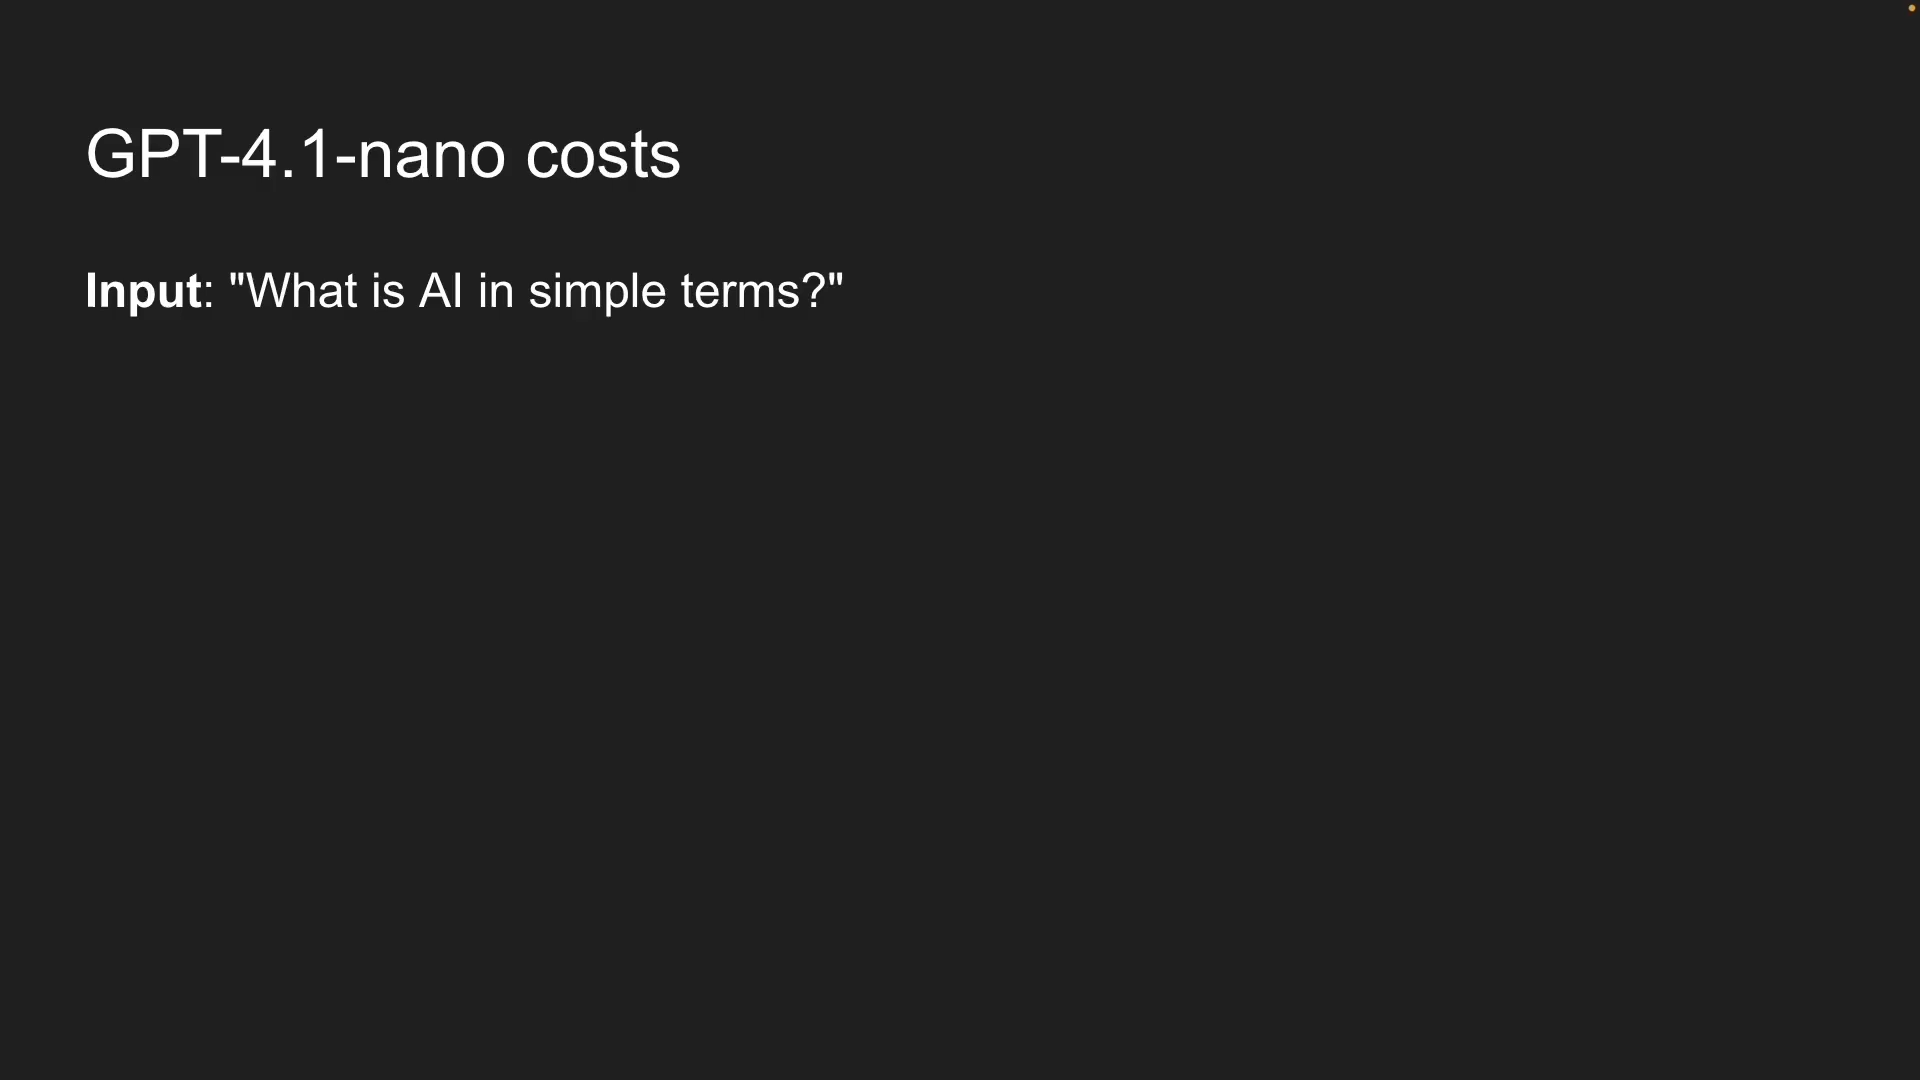 GPT-4.1-nano costs
Input: "What is AI in simple terms?"